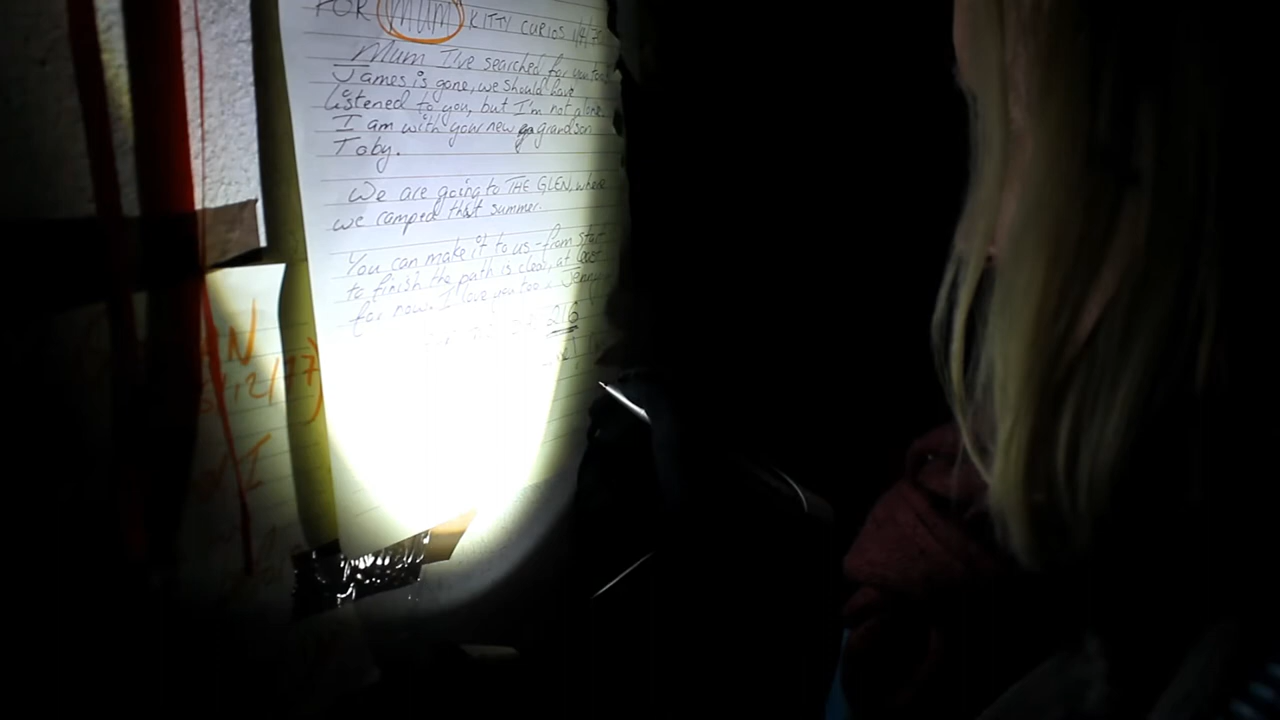 FOR MUM KITTY CURIOS
Mum I've searched for you
James is gone, we should have
listened to you, but I'm not alone
I am with your new grandson
Toby.
We are going to THE GLEN, where
we camped that summer.
You can make it to us - from start
to finish the path is clear, at least
for now. I love you too. Jenny
216
N
12/77)